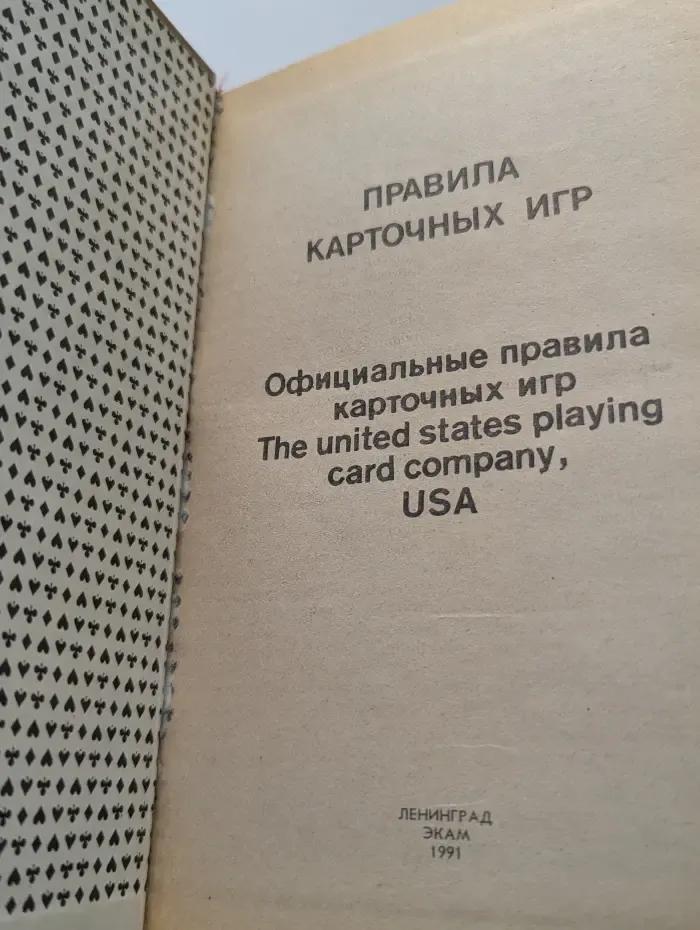 ПРАВИЛА
КАРТОЧНЫХ ИГР
Официальные правила
карточных игр
The united states playing
card company,
USA
ЛЕНИНГРАД
ЭКАМ
1991